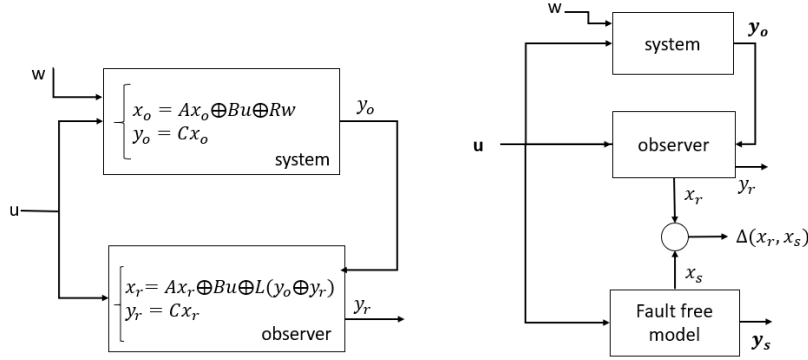 w
x_o = Ax_o⊕Bu⊕Rw
y_o = Cx_o
system
y_o
u
x_r= Ax_r⊕Bu⊕L(y_o⊕y_r)
y_r = Cx_r
observer
y_r
w
system
y_o
u
observer
y_r
x_r
Δ(x_r, x_s)
x_s
Fault free
model
y_s